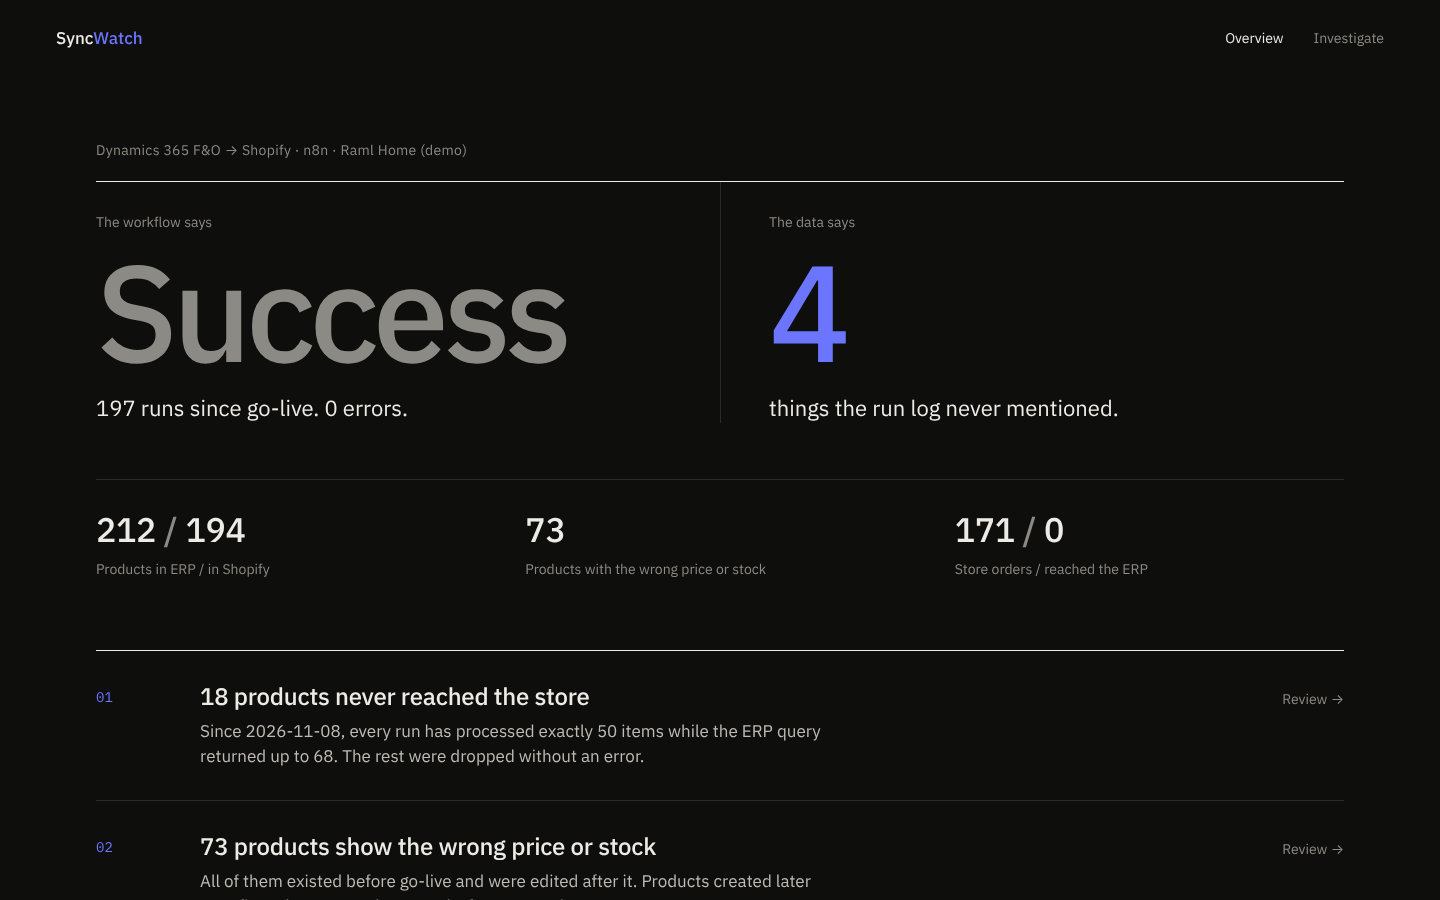 SyncWatch
Overview
Investigate
Dynamics 365 F&O → Shopify · n8n · Raml Home (demo)
The workflow says
Success
197 runs since go-live. 0 errors.
The data says
4
things the run log never mentioned.
212 / 194
Products in ERP / in Shopify
73
Products with the wrong price or stock
171 / 0
Store orders / reached the ERP
01
18 products never reached the store
Review →
Since 2026-11-08, every run has processed exactly 50 items while the ERP query
returned up to 68. The rest were dropped without an error.
02
73 products show the wrong price or stock
Review →
All of them existed before go-live and were edited after it. Products created later